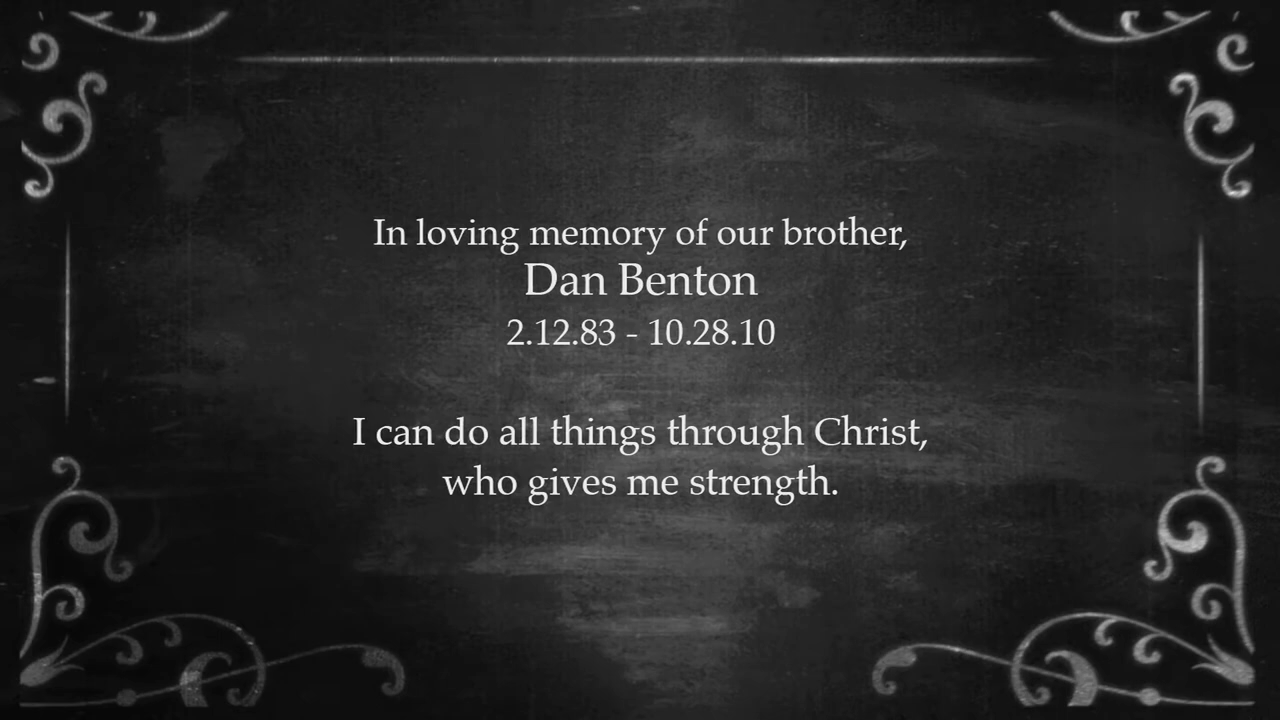 In loving memory of our brother,
Dan Benton
2.12.83 - 10.28.10
I can do all things through Christ,
who gives me strength.